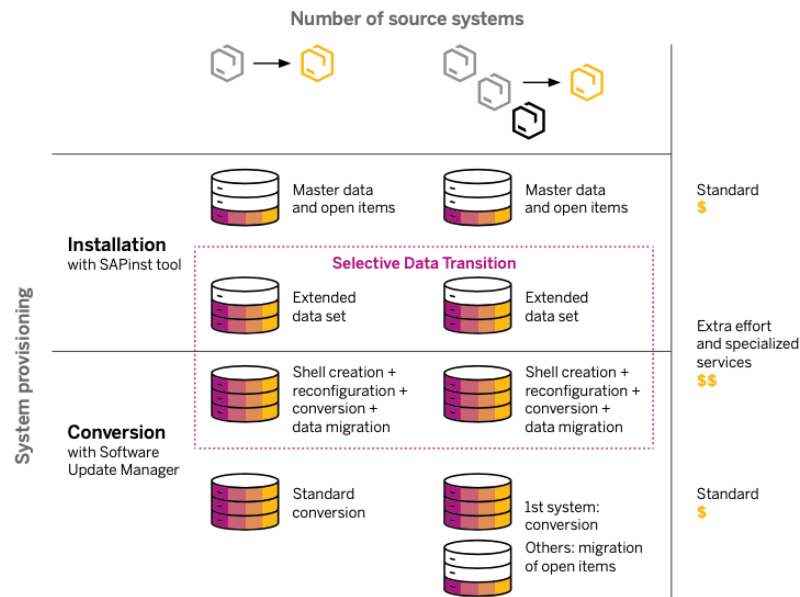 Number of source systems
System provisioning
Installation
with SAPinst tool
Master data
and open items
Master data
and open items
Standard
$
Selective Data Transition
Extended
data set
Extended
data set
Extra effort
and specialized
services
$$
Conversion
with Software
Update Manager
Shell creation +
reconfiguration +
conversion +
data migration
Shell creation +
reconfiguration +
conversion +
data migration
Standard
conversion
1st system:
conversion
Others: migration
of open items
Standard
$